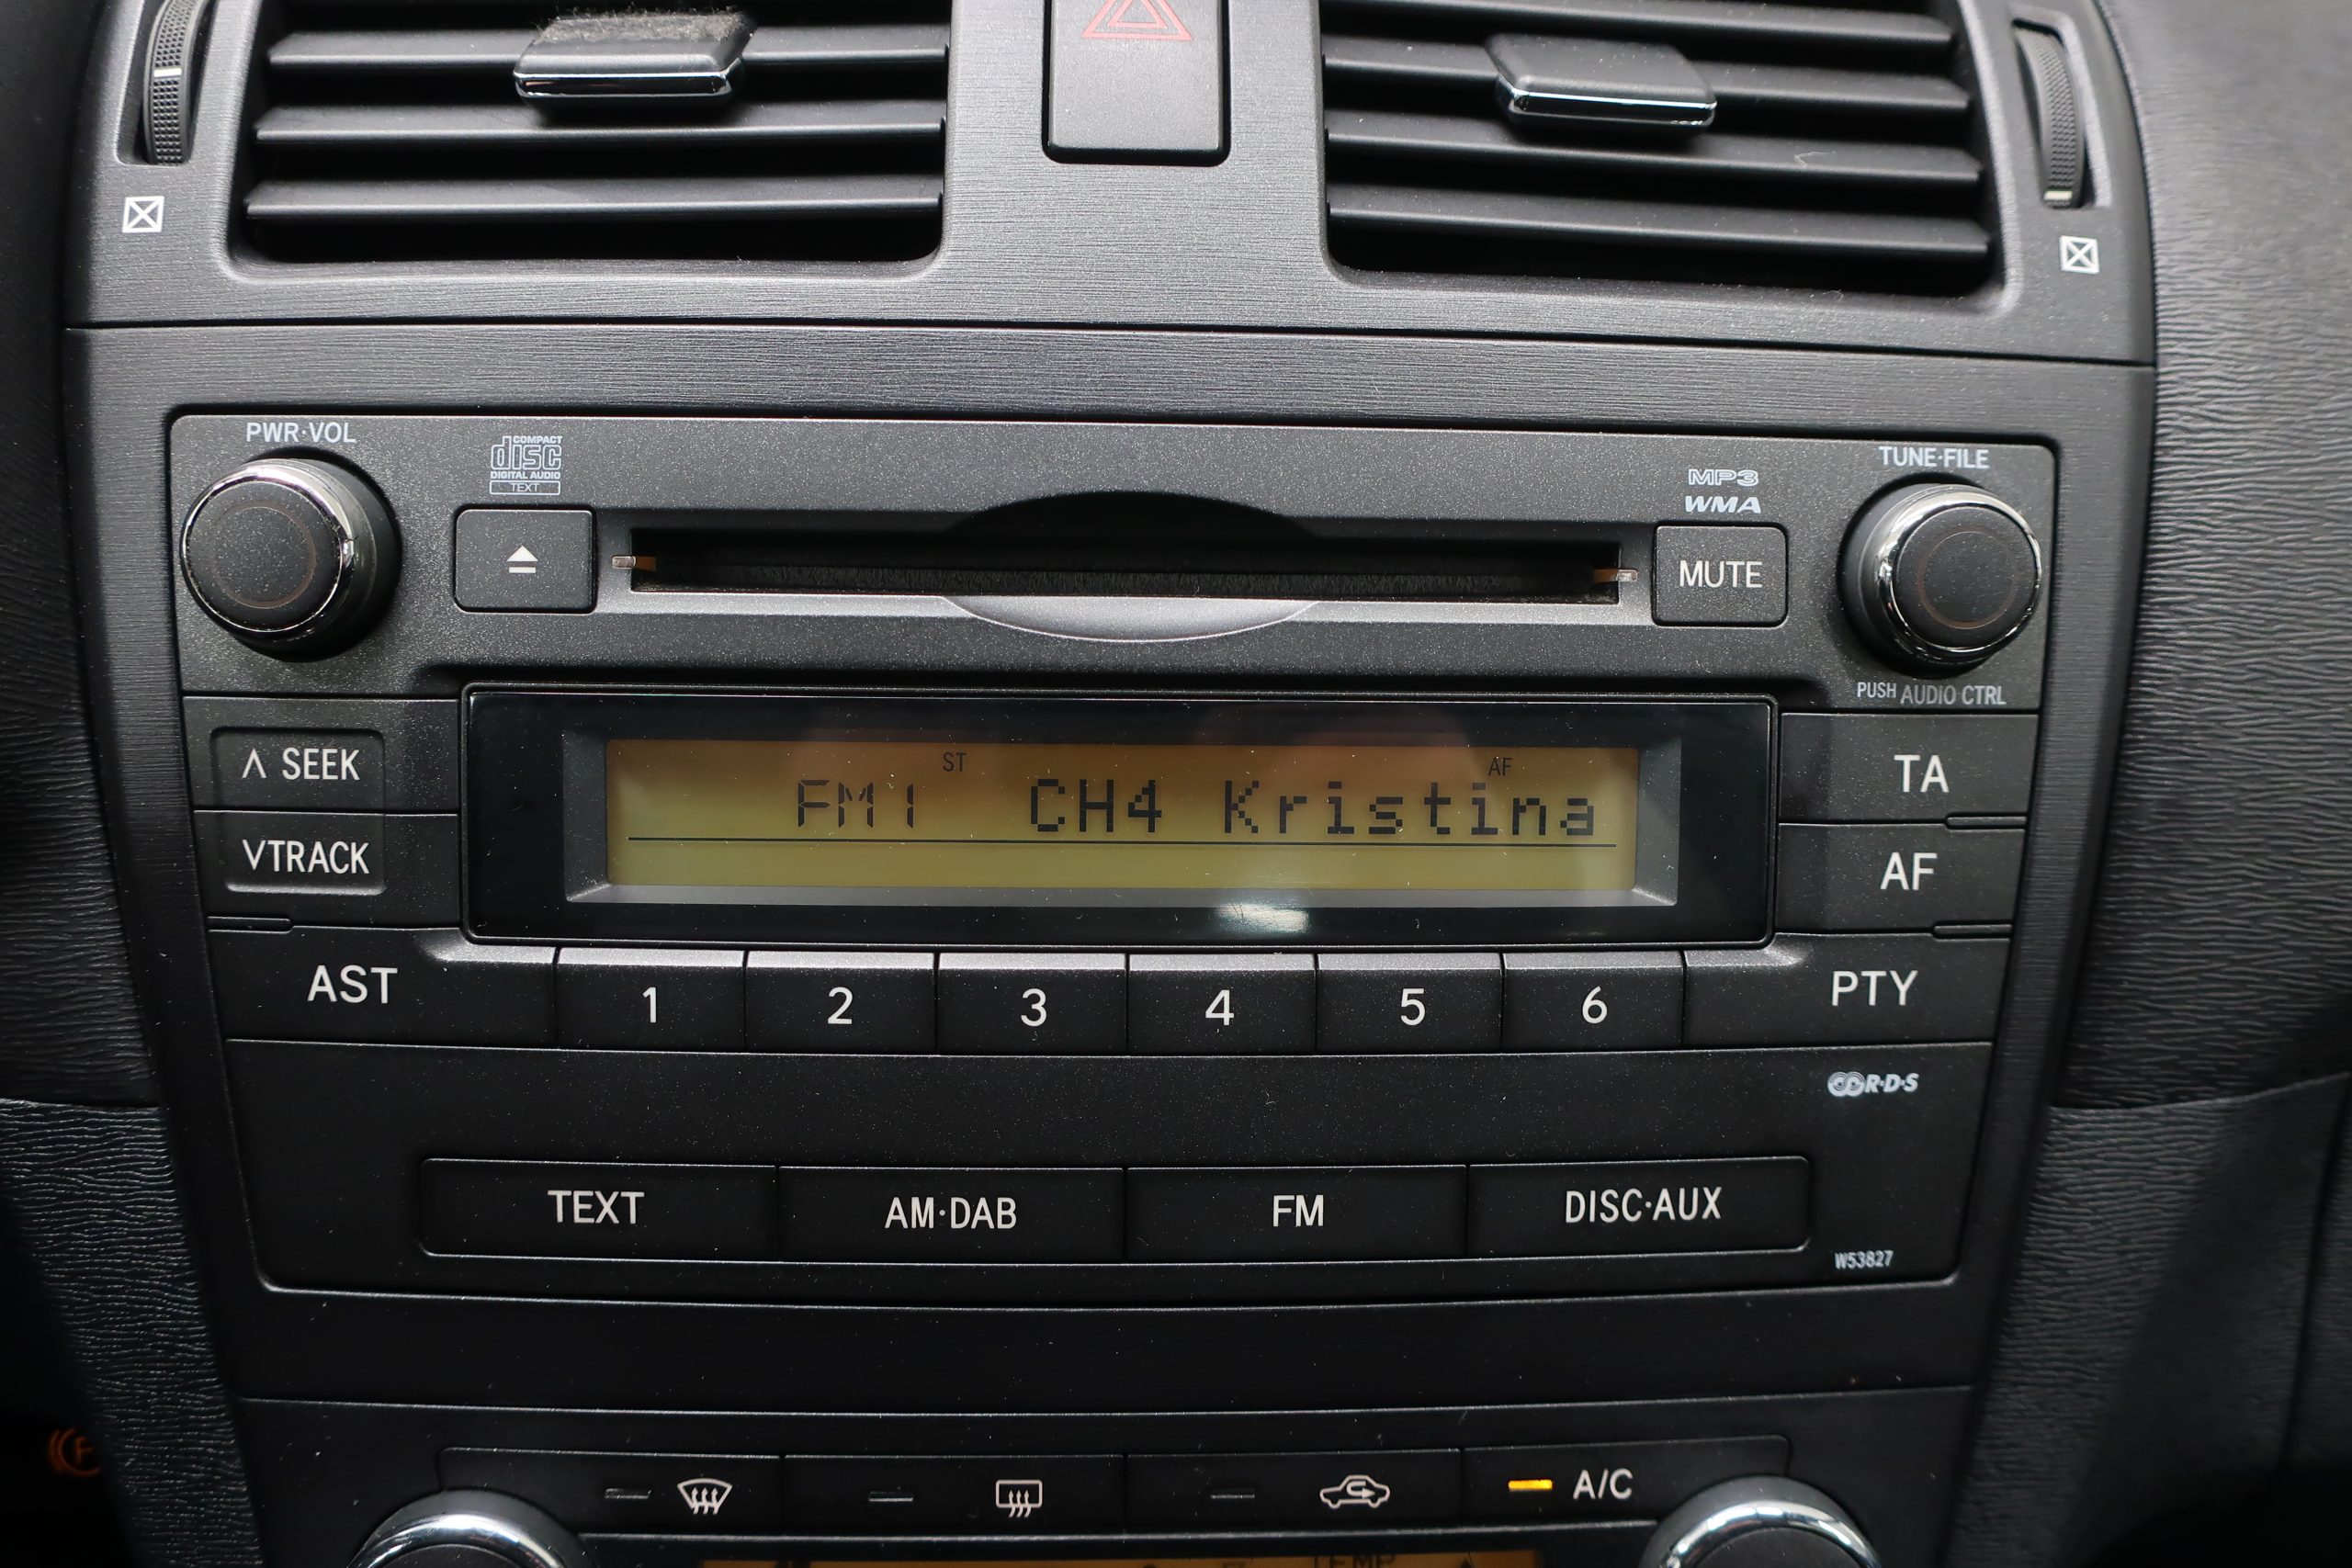 PWR·VOL
COMPACT
disc
DIGITAL AUDIO
TEXT
MP3
WMA
TUNE·FILE
MUTE
PUSH AUDIO CTRL
∧ SEEK
∨TRACK
ST
AF
FM1 CH4 Kristina
TA
AF
AST
1 2 3 4 5 6
PTY
R·D·S
TEXT
AM·DAB
FM
DISC·AUX
W53827
A/C